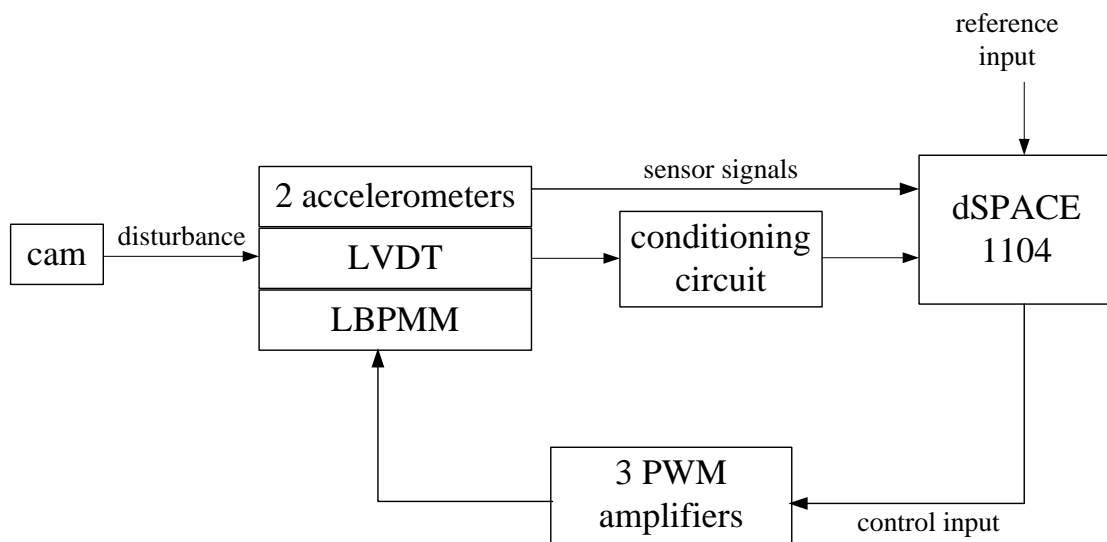 reference
input
2 accelerometers
sensor signals
dSPACE
1104
cam
disturbance
LVDT
conditioning
circuit
LBPMM
3 PWM
amplifiers
control input